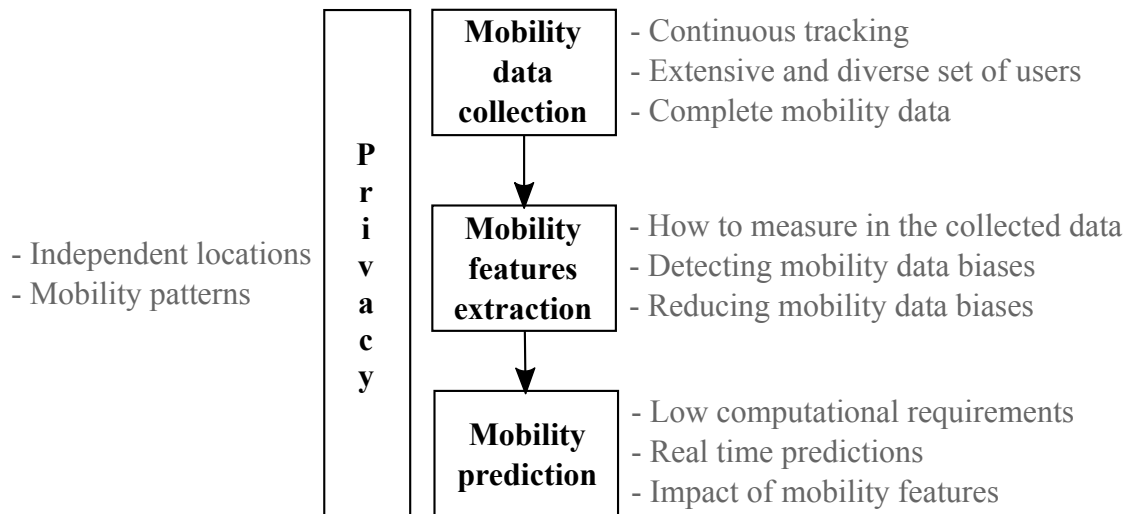 Mobility
data
collection
- Continuous tracking
- Extensive and diverse set of users
- Complete mobility data
P
r
i
v
a
c
y
- Independent locations
- Mobility patterns
Mobility
features
extraction
- How to measure in the collected data
- Detecting mobility data biases
- Reducing mobility data biases
Mobility
prediction
- Low computational requirements
- Real time predictions
- Impact of mobility features